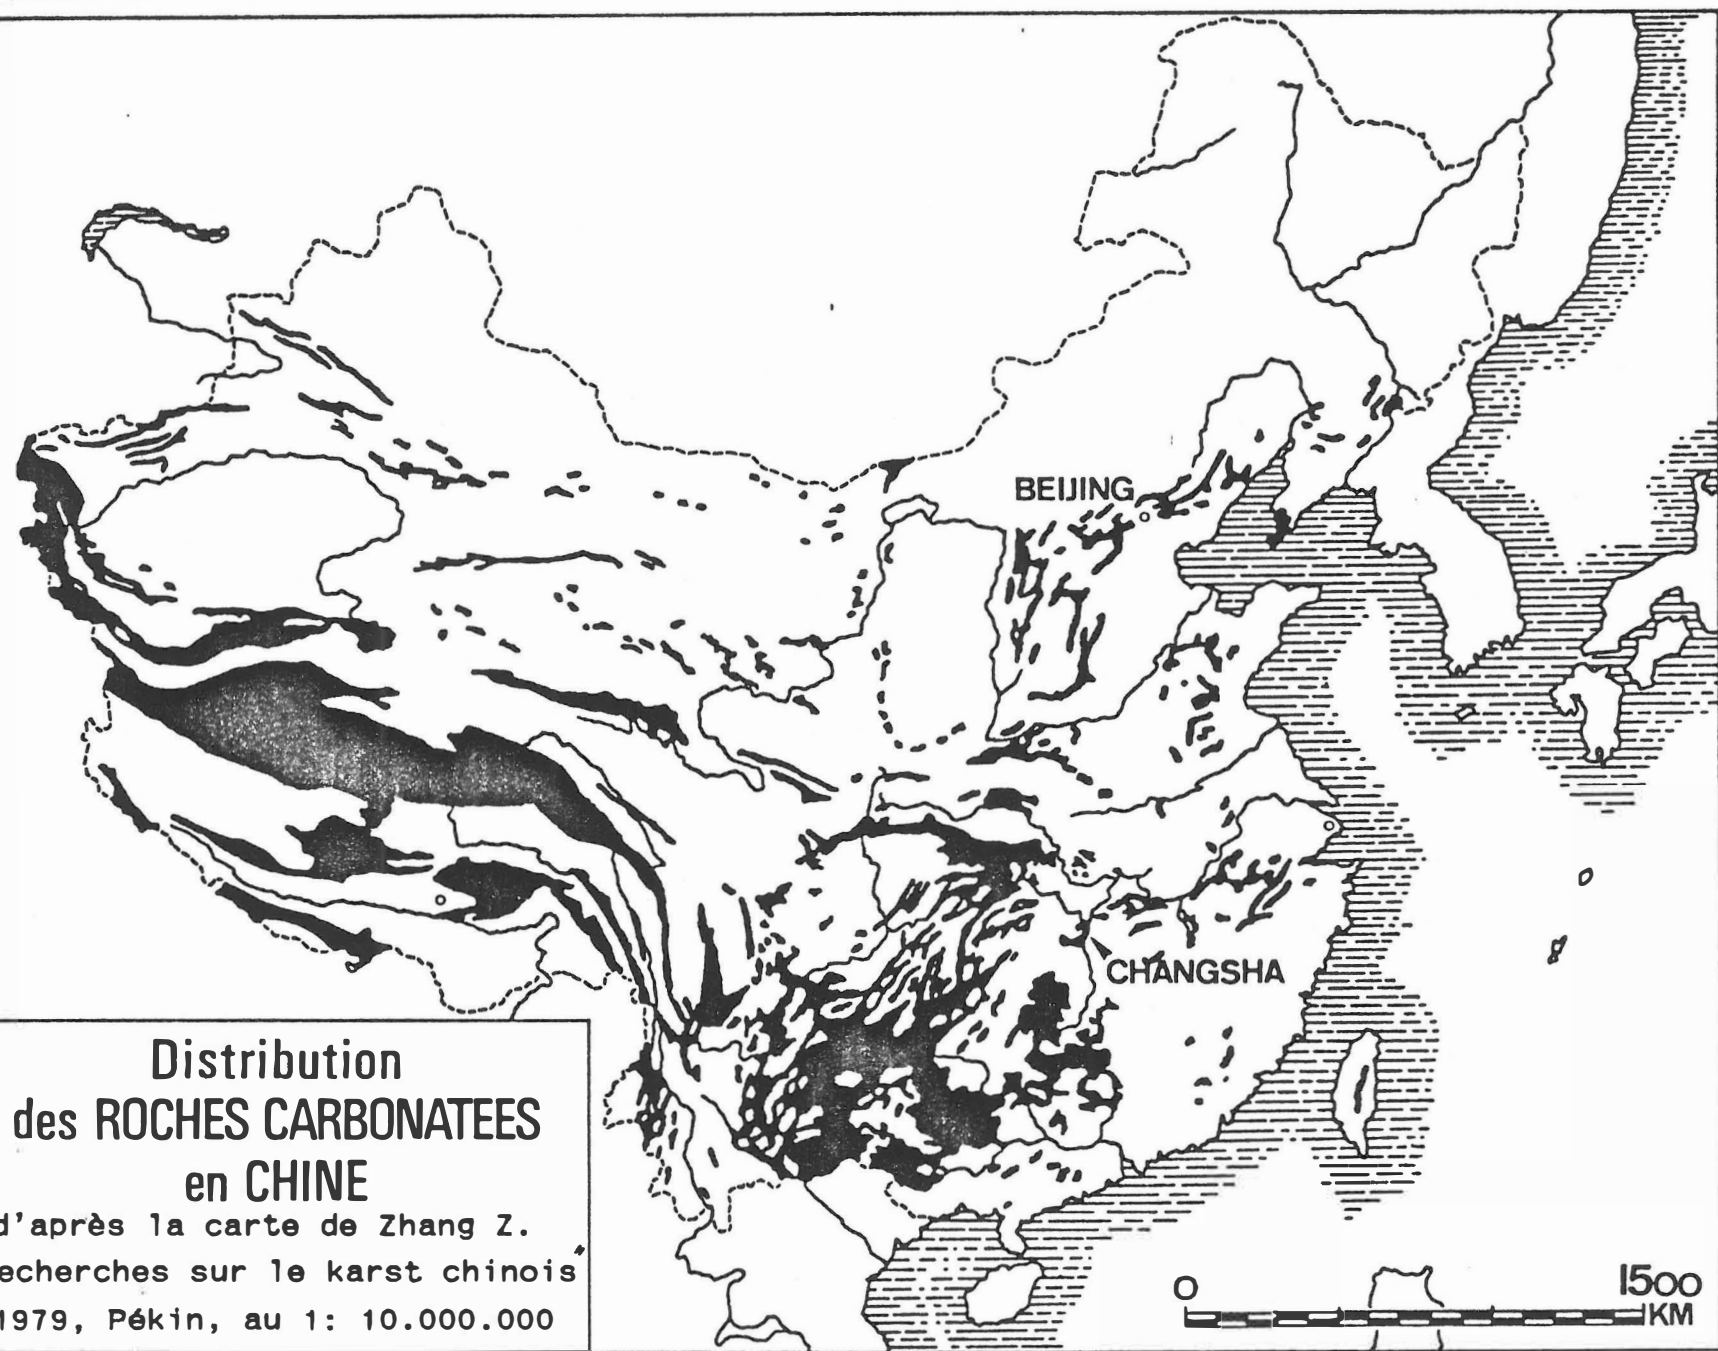 BEIJING
CHANGSHA
Distribution
des ROCHES CARBONATEES
en CHINE
d'après la carte de Zhang Z.
echerches sur le karst chinois"
1979, Pékin, au 1: 10.000.000
0 1500
KM